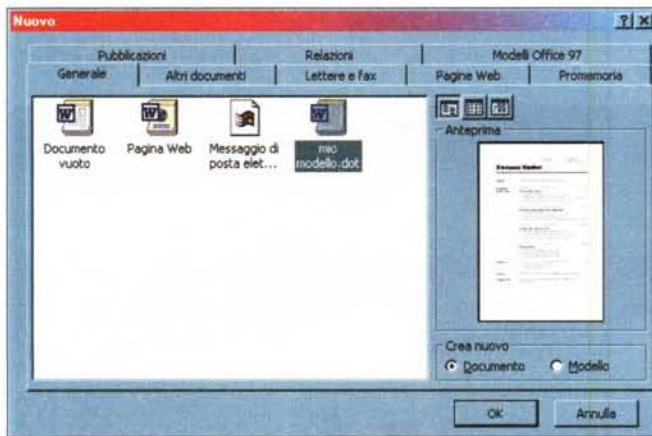 Nuovo
Pubblicazioni
Relazioni
Modelli Office 97
Generale
Altri documenti
Lettere e fax
Pagine Web
Promemoria
Documento
vuoto
Pagina Web
Messaggio di
posta elet...
mio
modello.dot
Anteprima
Crea nuovo
Documento
Modello
OK
Annulla